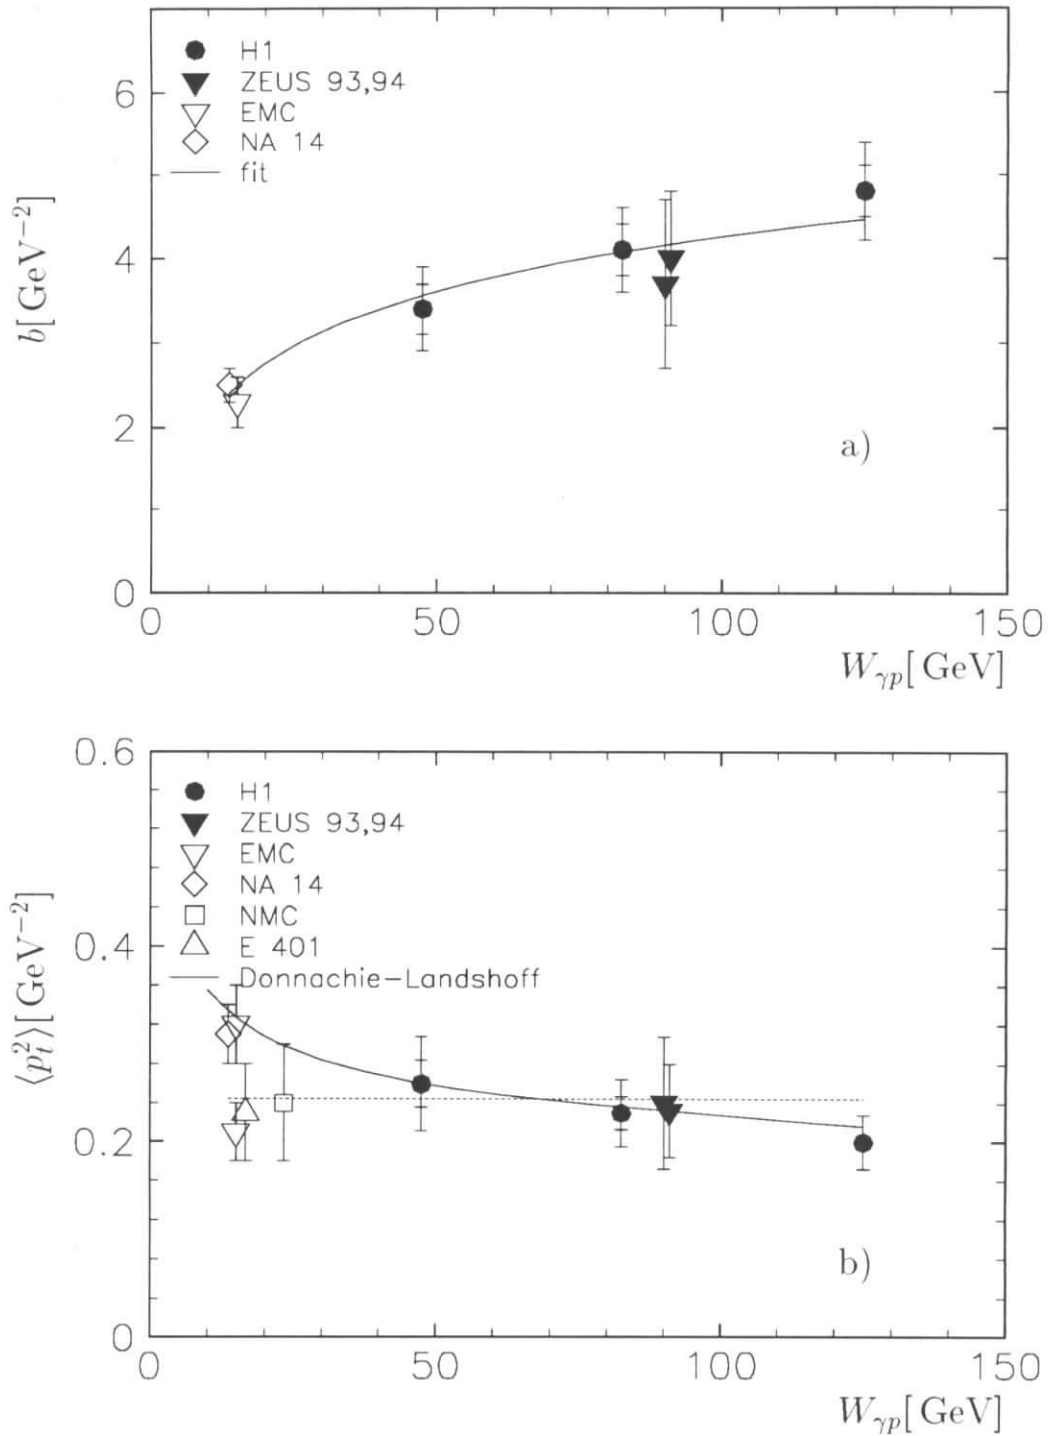 H1
ZEUS 93,94
EMC
NA 14
fit
6
4
2
0
b[ GeV⁻²]
a)
0 50 100 150
W_γp[ GeV]
0.6
H1
ZEUS 93,94
EMC
NA 14
NMC
E 401
Donnachie-Landshoff
0.4
0.2
0
⟨p_t²⟩[ GeV⁻²]
b)
0 50 100 150
W_γp[ GeV]